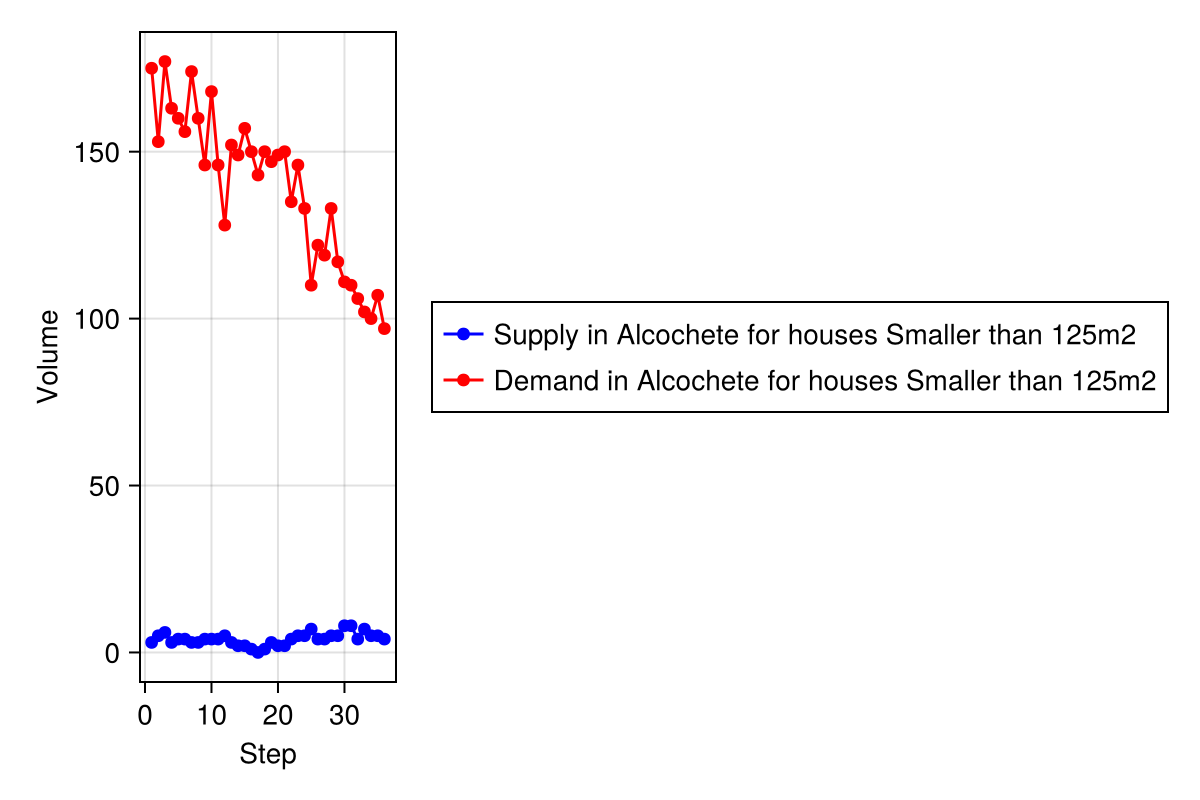 Volume
150
100
50
0
0 10 20 30
Step
Supply in Alcochete for houses Smaller than 125m2
Demand in Alcochete for houses Smaller than 125m2